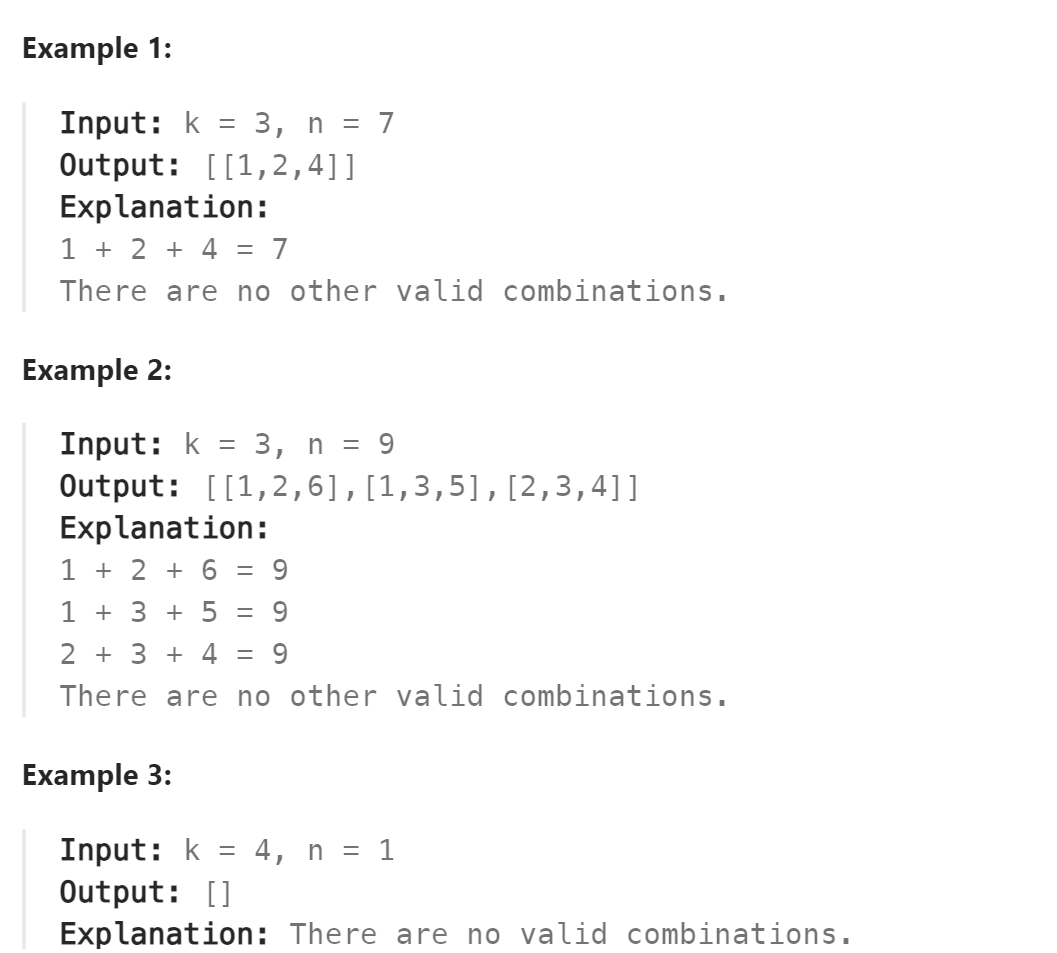 Example 1:
Input: k = 3, n = 7
Output: [[1,2,4]]
Explanation:
1 + 2 + 4 = 7
There are no other valid combinations.
Example 2:
Input: k = 3, n = 9
Output: [[1,2,6],[1,3,5],[2,3,4]]
Explanation:
1 + 2 + 6 = 9
1 + 3 + 5 = 9
2 + 3 + 4 = 9
There are no other valid combinations.
Example 3:
Input: k = 4, n = 1
Output: []
Explanation: There are no valid combinations.